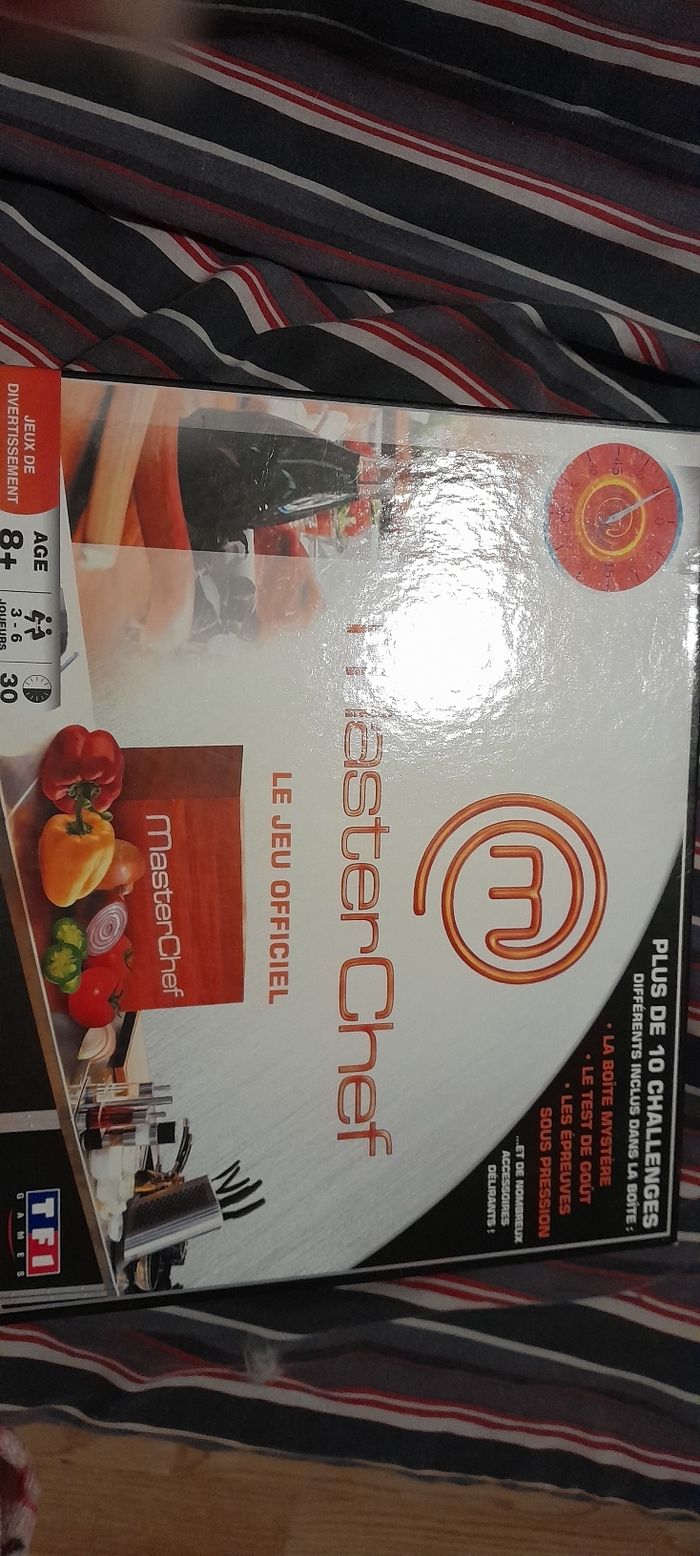 PLUS DE 10 CHALLENGES
DIFFÉRENTS INCLUS DANS LA BOÎTE :
• LA BOÎTE MYSTÈRE
• LE TEST DE GOÛT
• LES ÉPREUVES
SOUS PRESSION
...ET DE NOMBREUX
ACCESSOIRES
DÉLIRANTS !
m
masterChef
LE JEU OFFICIEL
MasterChef
JEUX DE
DIVERTISSEMENT
AGE
8+
3 - 6
JOUEURS
30
TF1
GAMES